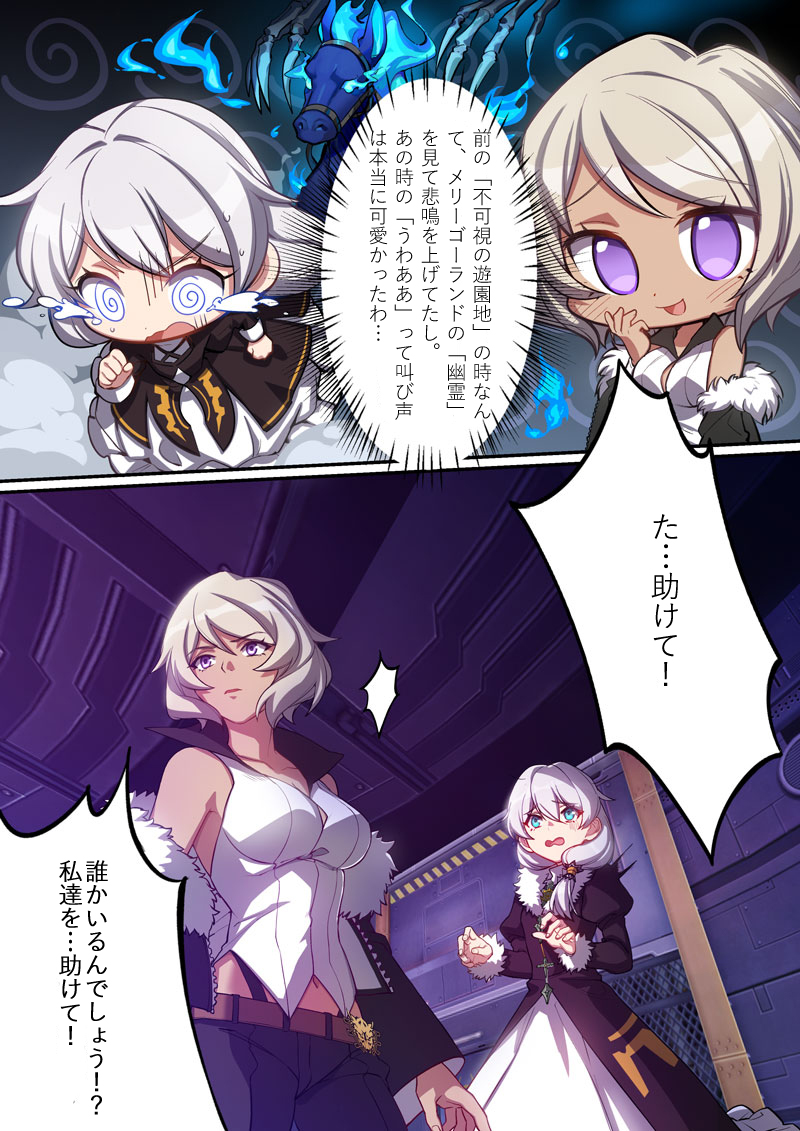 前の「不可視の遊園地」の時なん
て、メリーゴーランドの「幽霊」
を見て悲鳴を上げてたし。
あの時の「うわああ」って叫び声
は本当に可愛かったわ…
た…助けて！
誰かいるんでしょう！？
私達を…助けて！